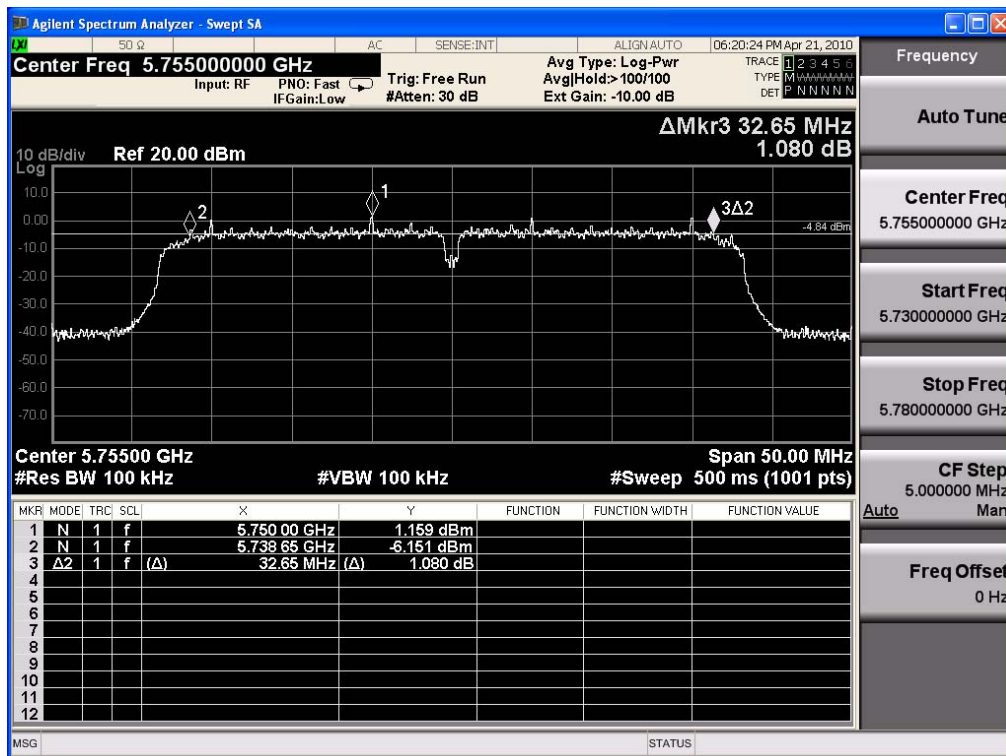 Agilent Spectrum Analyzer - Swept SA
LXI 50 Ω AC SENSE:INT ALIGN AUTO 06:20:24 PM Apr 21, 2010
Center Freq 5.755000000 GHz
Input: RF PNO: Fast IFGain:Low
Trig: Free Run
#Atten: 30 dB
Avg Type: Log-Pwr
Avg|Hold:>100/100
Ext Gain: -10.00 dB
TRACE 1 2 3 4 5 6
TYPE M WWWWW
DET P N N N N N
ΔMkr3 32.65 MHz
1.080 dB
10 dB/div Ref 20.00 dBm
Log
10.0
0.00
-10.0
-20.0
-30.0
-40.0
-50.0
-60.0
-70.0
1
2
3Δ2
-4.84 dBm
Center 5.75500 GHz Span 50.00 MHz
#Res BW 100 kHz #VBW 100 kHz #Sweep 500 ms (1001 pts)
MKR MODE TRC SCL X Y FUNCTION FUNCTION WIDTH FUNCTION VALUE
1 N 1 f 5.750 00 GHz 1.159 dBm
2 N 1 f 5.738 65 GHz -6.151 dBm
3 Δ2 1 f (Δ) 32.65 MHz (Δ) 1.080 dB
4
5
6
7
8
9
10
11
12
MSG STATUS
Frequency
Auto Tune
Center Freq
5.755000000 GHz
Start Freq
5.730000000 GHz
Stop Freq
5.780000000 GHz
CF Step
5.000000 MHz
Auto Man
Freq Offset
0 Hz